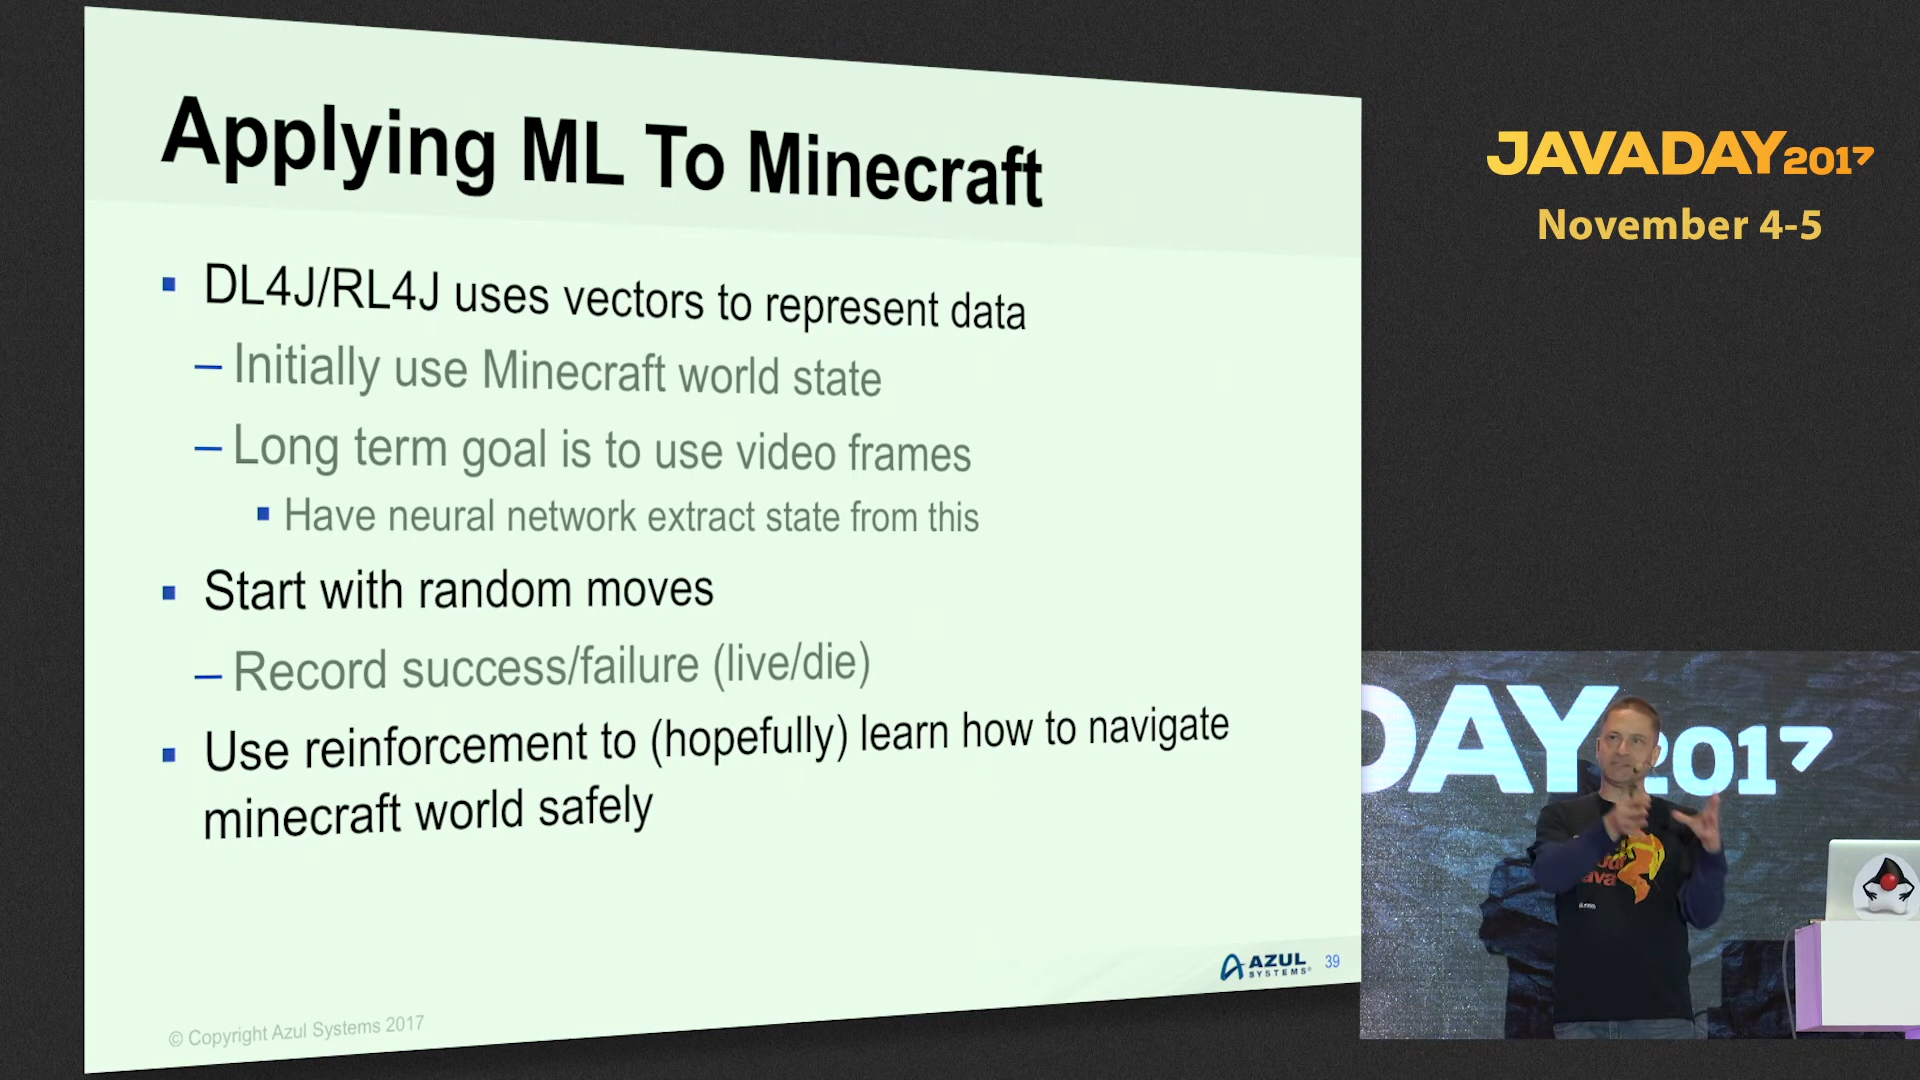 Applying ML To Minecraft
JAVADAY2017
November 4-5
▪ DL4J/RL4J uses vectors to represent data
– Initially use Minecraft world state
– Long term goal is to use video frames
▪ Have neural network extract state from this
▪ Start with random moves
– Record success/failure (live/die)
▪ Use reinforcement to (hopefully) learn how to navigate
minecraft world safely
DAY2017
AZUL
SYSTEMS
39
© Copyright Azul Systems 2017